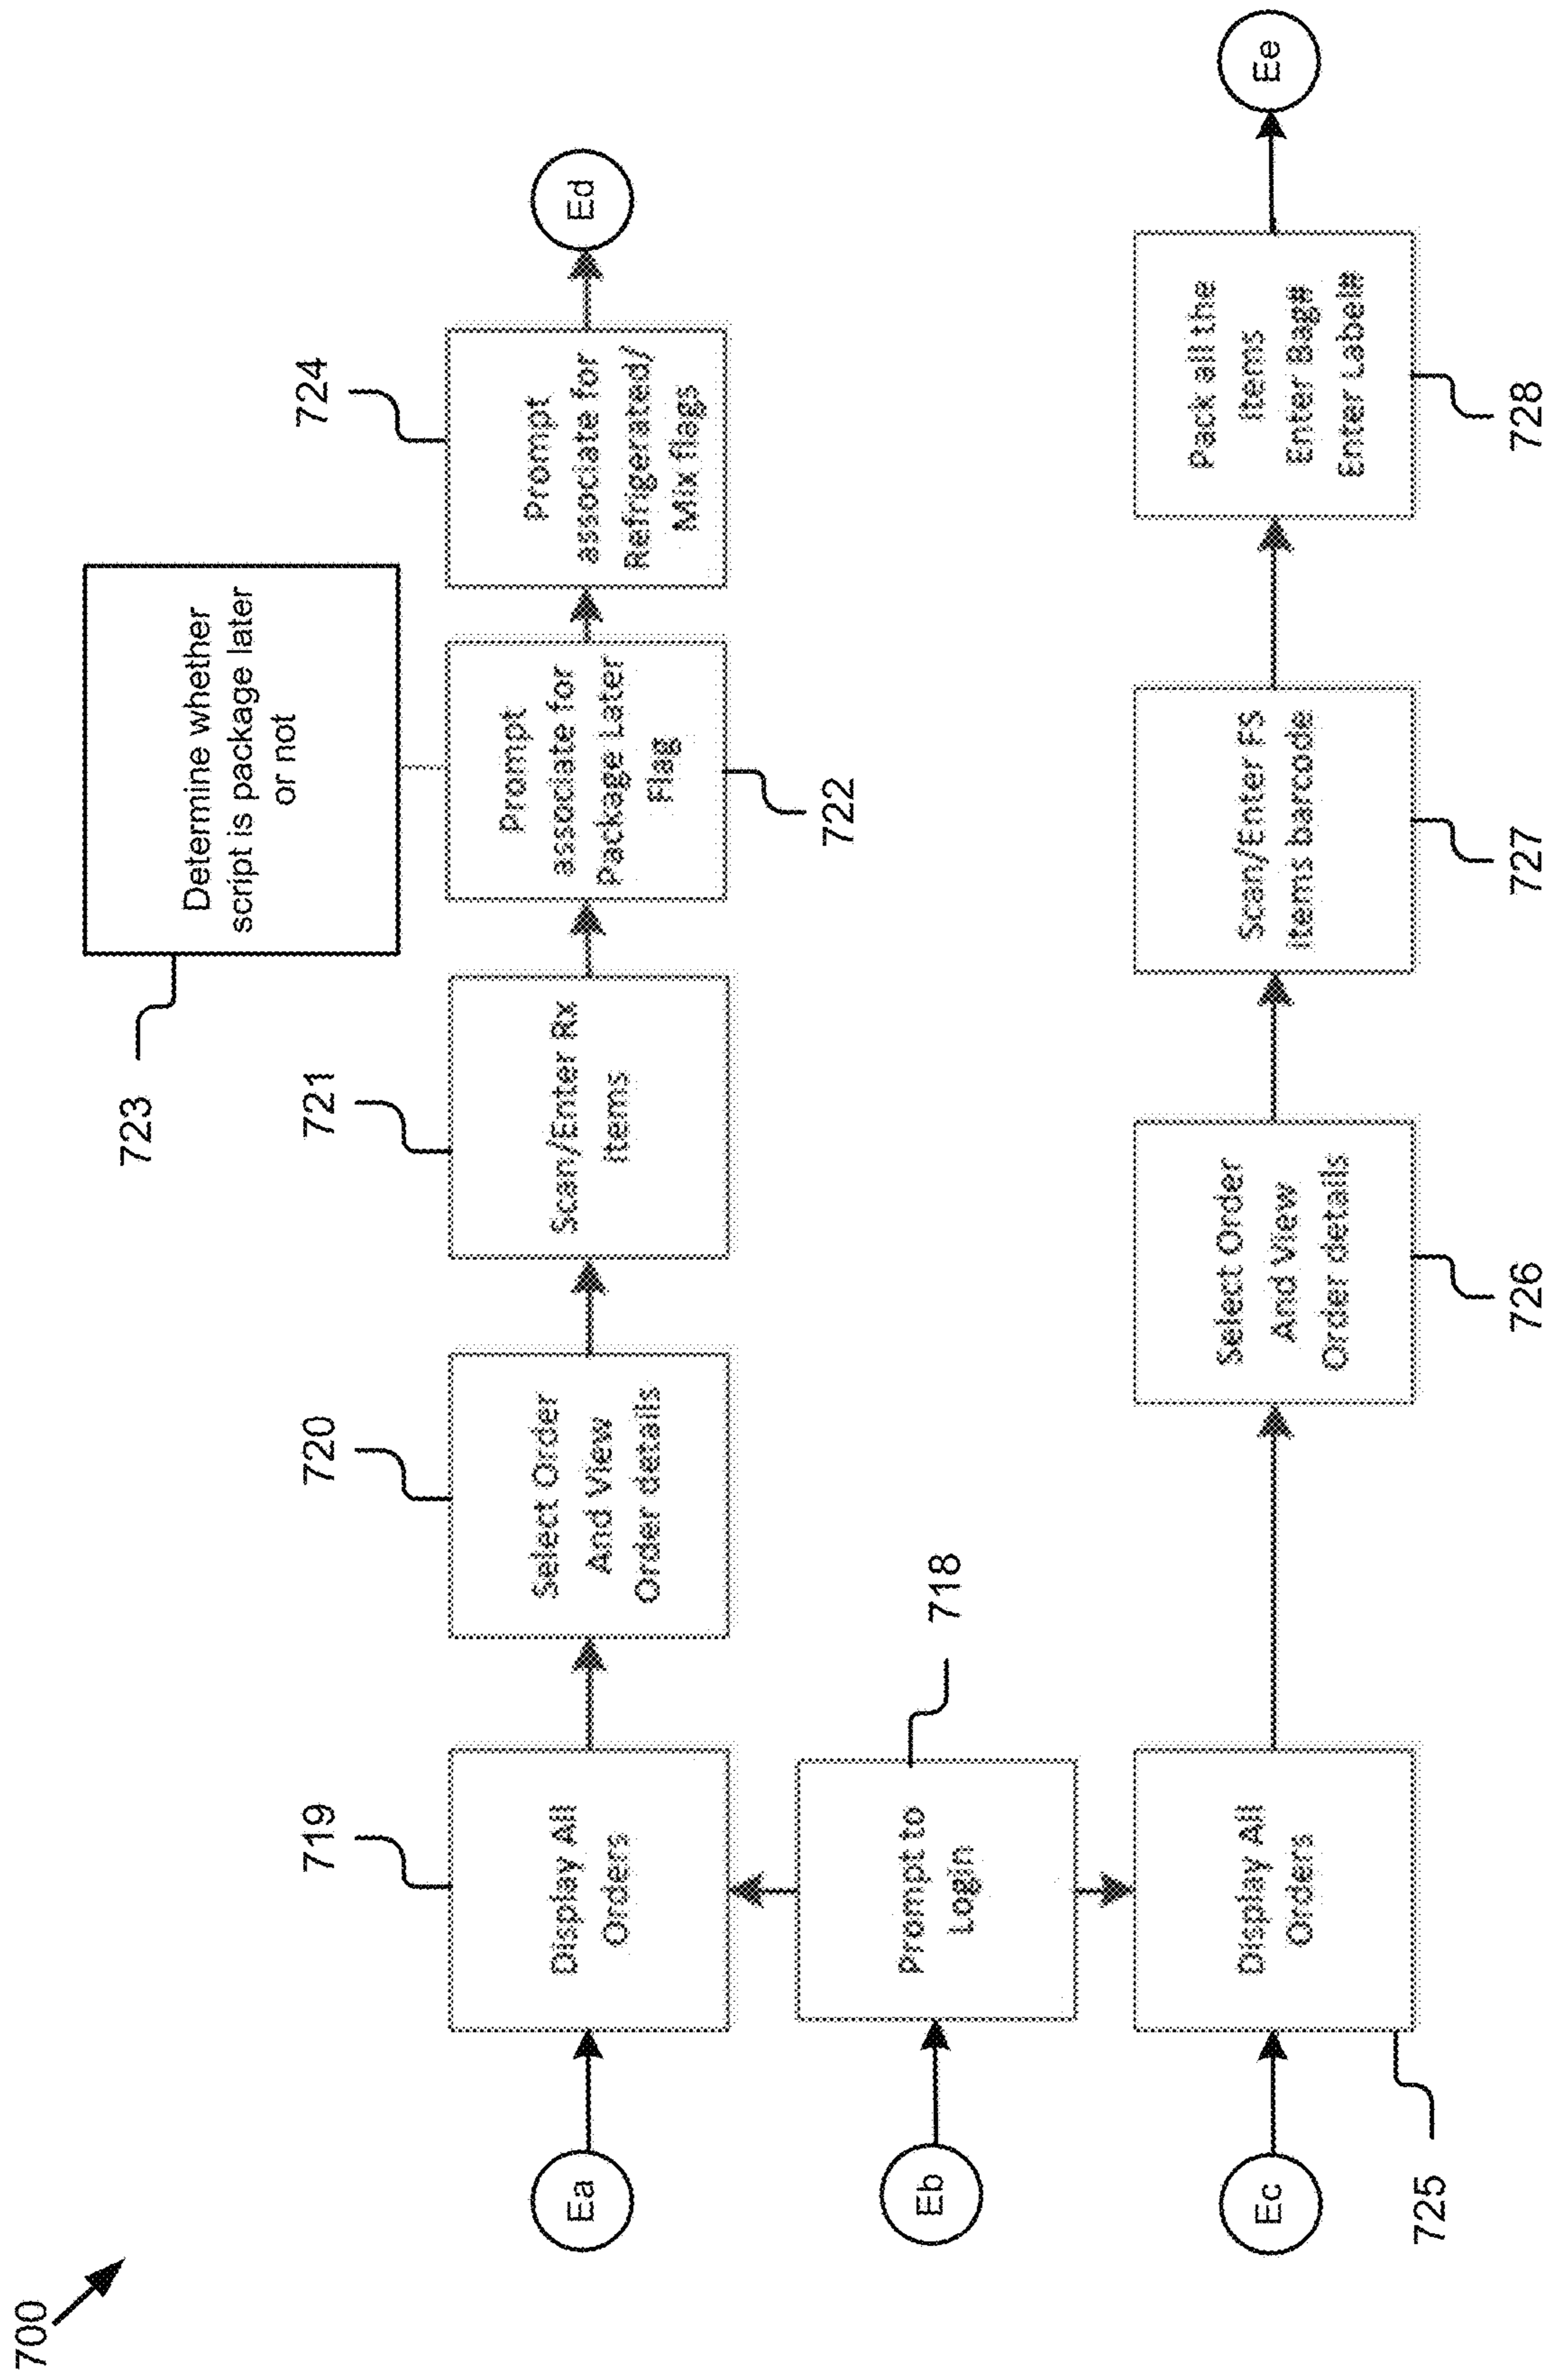 700
723
Determine whether
script is package later
or not
719
720
721
724
Ea
Display All
Orders
Select Order
And View
Order details
Scan/Enter Rx
items
Prompt
associate for
Package Later
Flag
Prompt
associate for
Refrigerated/
Mix flags
Ed
722
718
Eb
Prompt to
Login
Ec
Display All
Orders
Select Order
And View
Order details
Scan/Enter FS
items barcode
Pack all the
items
Enter Bag#
Enter Label#
Ee
725
726
727
728